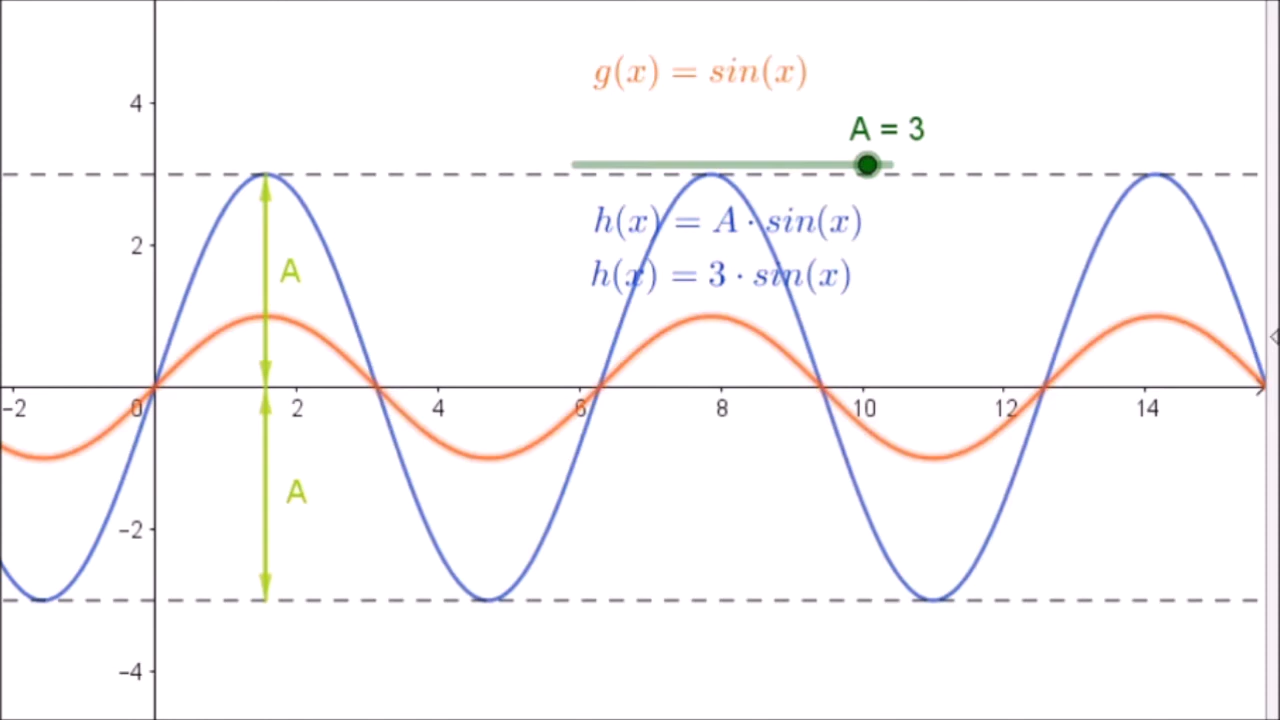 g(x) = sin(x)
4
A = 3
h(x) = A · sin(x)
2
A
h(x) = 3 · sin(x)
–2 0 2 4 6 8 10 12 14
A
–2
–4